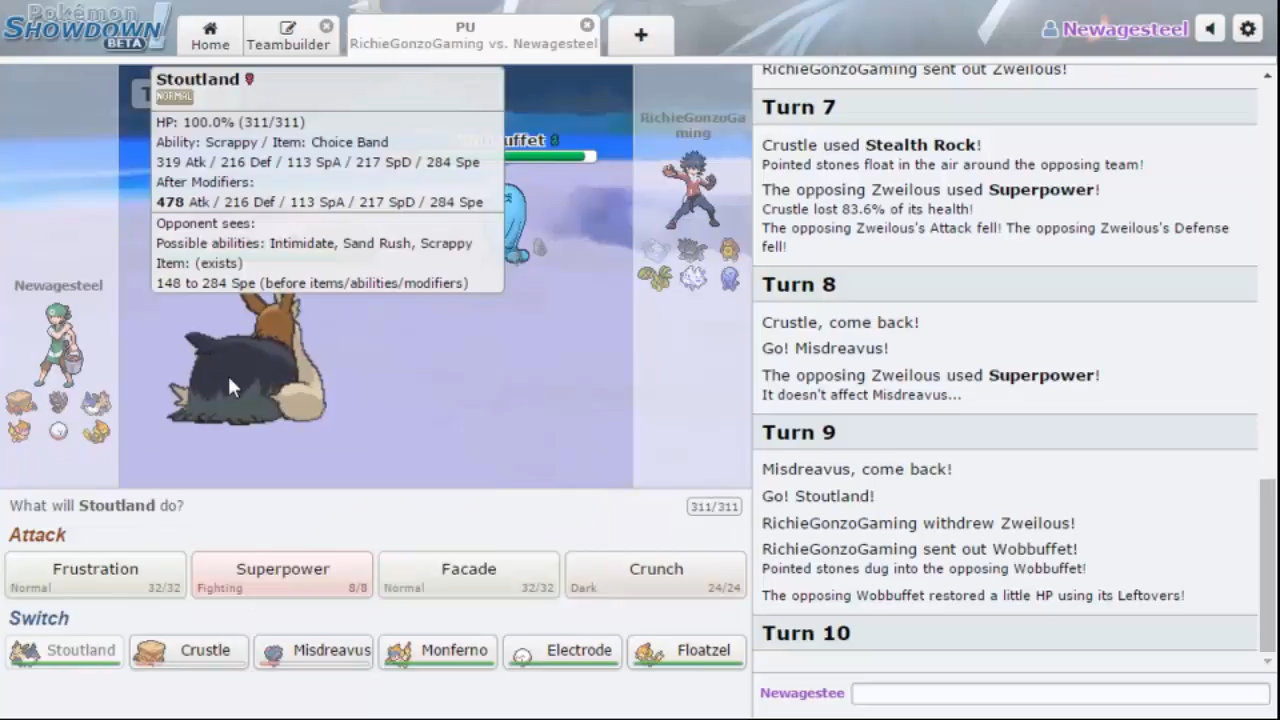 Pokémon
SHOWDOWN!
BETA
Home
Teambuilder
PU
RichieGonzoGaming vs. Newagesteel
+
Newagesteel
Stoutland
NORMAL
HP: 100.0% (311/311)
Ability: Scrappy / Item: Choice Band
319 Atk / 216 Def / 113 SpA / 217 SpD / 284 Spe
After Modifiers:
478 Atk / 216 Def / 113 SpA / 217 SpD / 284 Spe
Opponent sees:
Possible abilities: Intimidate, Sand Rush, Scrappy
Item: (exists)
148 to 284 Spe (before items/abilities/modifiers)
T
uffet
Newagesteel
RichieGonzoGa
ming
RichieGonzoGaming sent out Zweilous!
Turn 7
Crustle used Stealth Rock!
Pointed stones float in the air around the opposing team!
The opposing Zweilous used Superpower!
Crustle lost 83.6% of its health!
The opposing Zweilous's Attack fell! The opposing Zweilous's Defense
fell!
Turn 8
Crustle, come back!
Go! Misdreavus!
The opposing Zweilous used Superpower!
It doesn't affect Misdreavus...
Turn 9
Misdreavus, come back!
Go! Stoutland!
RichieGonzoGaming withdrew Zweilous!
RichieGonzoGaming sent out Wobbuffet!
Pointed stones dug into the opposing Wobbuffet!
The opposing Wobbuffet restored a little HP using its Leftovers!
Turn 10
Newagestee
What will Stoutland do?
311/311
Attack
Frustration
Normal 32/32
Superpower
Fighting 8/8
Facade
Normal 32/32
Crunch
Dark 24/24
Switch
Stoutland
Crustle
Misdreavus
Monferno
Electrode
Floatzel